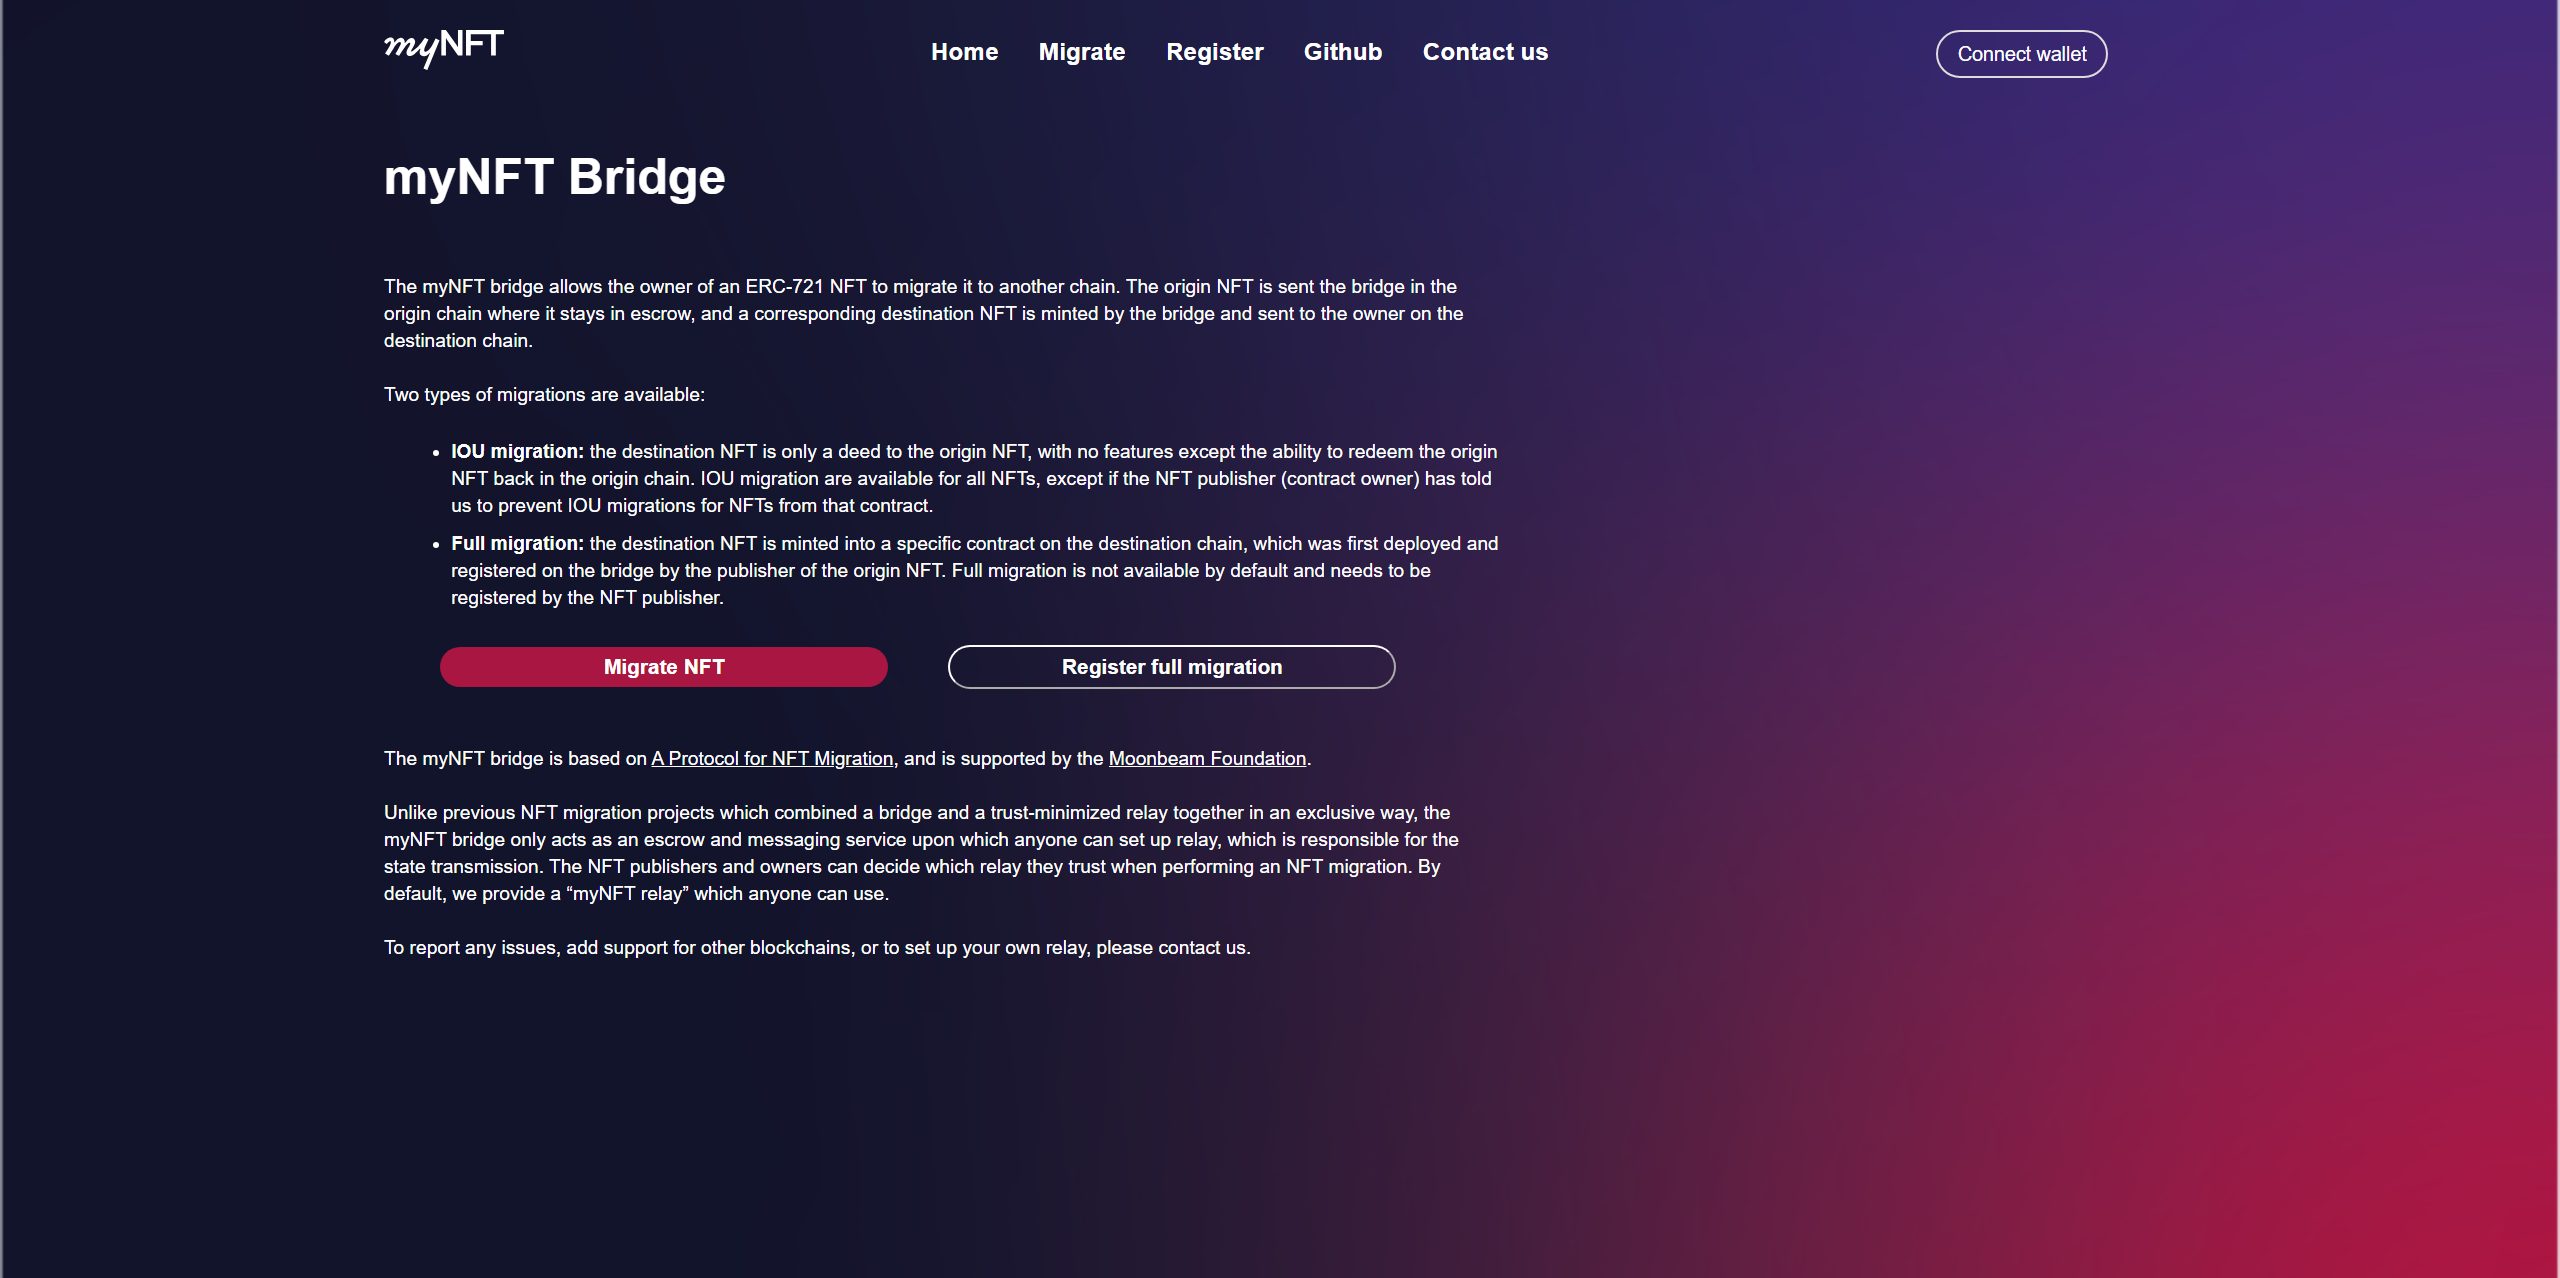 myNFT
Home Migrate Register Github Contact us
Connect wallet
myNFT Bridge
The myNFT bridge allows the owner of an ERC-721 NFT to migrate it to another chain. The origin NFT is sent the bridge in the
origin chain where it stays in escrow, and a corresponding destination NFT is minted by the bridge and sent to the owner on the
destination chain.
Two types of migrations are available:
• IOU migration: the destination NFT is only a deed to the origin NFT, with no features except the ability to redeem the origin
NFT back in the origin chain. IOU migration are available for all NFTs, except if the NFT publisher (contract owner) has told
us to prevent IOU migrations for NFTs from that contract.
• Full migration: the destination NFT is minted into a specific contract on the destination chain, which was first deployed and
registered on the bridge by the publisher of the origin NFT. Full migration is not available by default and needs to be
registered by the NFT publisher.
Migrate NFT
Register full migration
The myNFT bridge is based on A Protocol for NFT Migration, and is supported by the Moonbeam Foundation.
Unlike previous NFT migration projects which combined a bridge and a trust-minimized relay together in an exclusive way, the
myNFT bridge only acts as an escrow and messaging service upon which anyone can set up relay, which is responsible for the
state transmission. The NFT publishers and owners can decide which relay they trust when performing an NFT migration. By
default, we provide a “myNFT relay” which anyone can use.
To report any issues, add support for other blockchains, or to set up your own relay, please contact us.